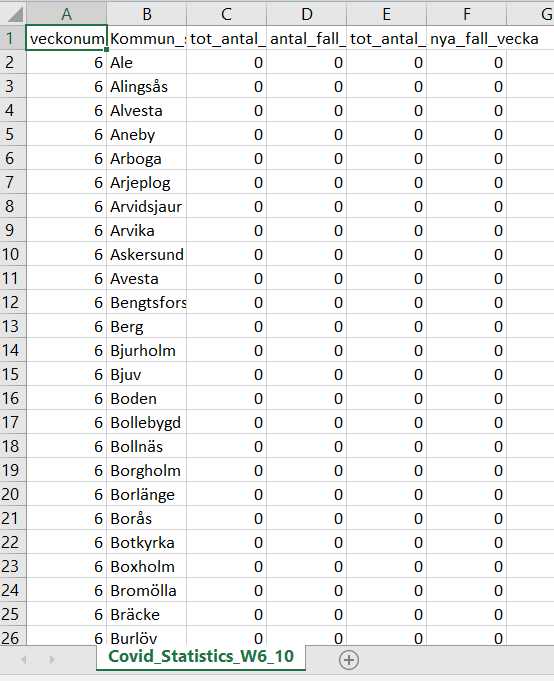 A B C D E F G
1 veckonum Kommun_s tot_antal_ antal_fall_ tot_antal_ nya_fall_vecka
2 6 Ale 0 0 0 0
3 6 Alingsås 0 0 0 0
4 6 Alvesta 0 0 0 0
5 6 Aneby 0 0 0 0
6 6 Arboga 0 0 0 0
7 6 Arjeplog 0 0 0 0
8 6 Arvidsjaur 0 0 0 0
9 6 Arvika 0 0 0 0
10 6 Askersund 0 0 0 0
11 6 Avesta 0 0 0 0
12 6 Bengtsfors 0 0 0 0
13 6 Berg 0 0 0 0
14 6 Bjurholm 0 0 0 0
15 6 Bjuv 0 0 0 0
16 6 Boden 0 0 0 0
17 6 Bollebygd 0 0 0 0
18 6 Bollnäs 0 0 0 0
19 6 Borgholm 0 0 0 0
20 6 Borlänge 0 0 0 0
21 6 Borås 0 0 0 0
22 6 Botkyrka 0 0 0 0
23 6 Boxholm 0 0 0 0
24 6 Bromölla 0 0 0 0
25 6 Bräcke 0 0 0 0
26 6 Burlöv 0 0 0 0
Covid_Statistics_W6_10